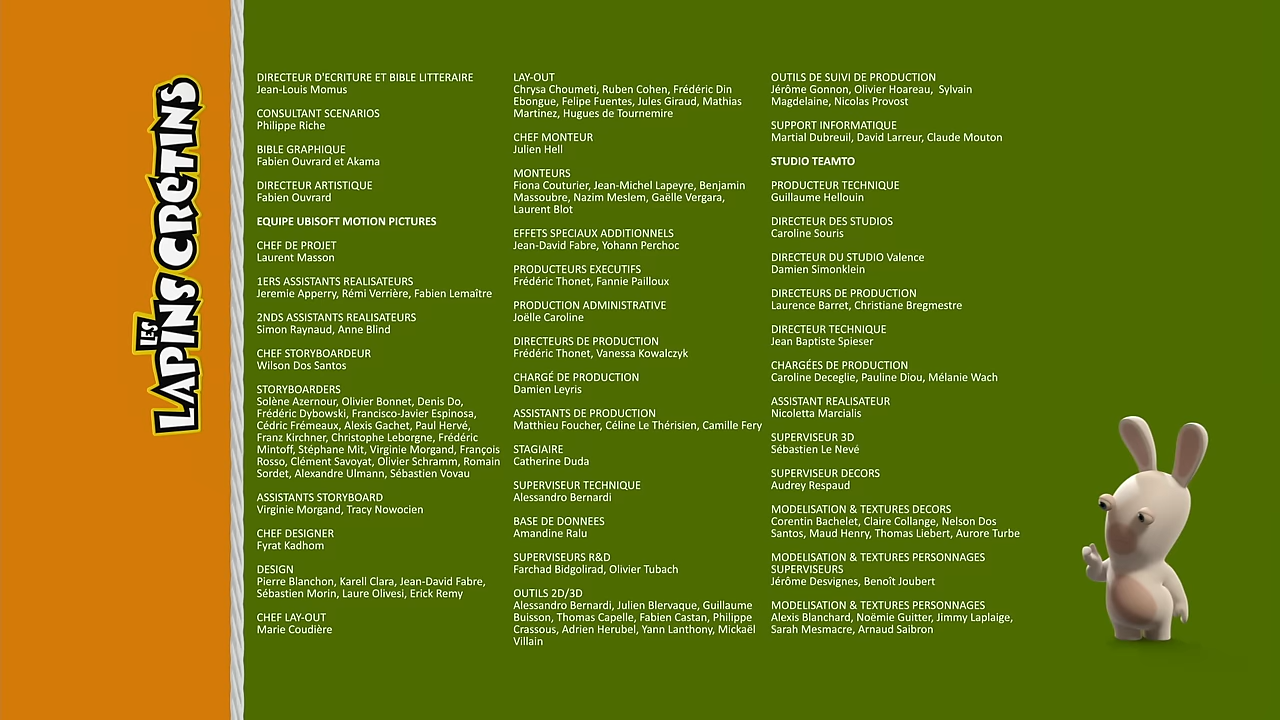 LES
LAPINS CRÉTINS
DIRECTEUR D'ECRITURE ET BIBLE LITTERAIRE
Jean-Louis Momus
CONSULTANT SCENARIOS
Philippe Riche
BIBLE GRAPHIQUE
Fabien Ouvrard et Akama
DIRECTEUR ARTISTIQUE
Fabien Ouvrard
EQUIPE UBISOFT MOTION PICTURES
CHEF DE PROJET
Laurent Masson
1ERS ASSISTANTS REALISATEURS
Jeremie Apperry, Rémi Verrière, Fabien Lemaître
2NDS ASSISTANTS REALISATEURS
Simon Raynaud, Anne Blind
CHEF STORYBOARDEUR
Wilson Dos Santos
STORYBOARDERS
Solène Azernour, Olivier Bonnet, Denis Do,
Frédéric Dybowski, Francisco-Javier Espinosa,
Cédric Frémeaux, Alexis Gachet, Paul Hervé,
Franz Kirchner, Christophe Leborgne, Frédéric
Mintoff, Stéphane Mit, Virginie Morgand, François
Rosso, Clément Savoyat, Olivier Schramm, Romain
Sordet, Alexandre Ulmann, Sébastien Vovau
ASSISTANTS STORYBOARD
Virginie Morgand, Tracy Nowocien
CHEF DESIGNER
Fyrat Kadhom
DESIGN
Pierre Blanchon, Karell Clara, Jean-David Fabre,
Sébastien Morin, Laure Olivesi, Erick Remy
CHEF LAY-OUT
Marie Coudière
LAY-OUT
Chrysa Choumeti, Ruben Cohen, Frédéric Din
Ebongue, Felipe Fuentes, Jules Giraud, Mathias
Martinez, Hugues de Tournemire
CHEF MONTEUR
Julien Hell
MONTEURS
Fiona Couturier, Jean-Michel Lapeyre, Benjamin
Massoubre, Nazim Meslem, Gaëlle Vergara,
Laurent Blot
EFFETS SPECIAUX ADDITIONNELS
Jean-David Fabre, Yohann Perchoc
PRODUCTEURS EXECUTIFS
Frédéric Thonet, Fannie Pailloux
PRODUCTION ADMINISTRATIVE
Joëlle Caroline
DIRECTEURS DE PRODUCTION
Frédéric Thonet, Vanessa Kowalczyk
CHARGÉ DE PRODUCTION
Damien Leyris
ASSISTANTS DE PRODUCTION
Matthieu Foucher, Céline Le Thérisien, Camille Fery
STAGIAIRE
Catherine Duda
SUPERVISEUR TECHNIQUE
Alessandro Bernardi
BASE DE DONNEES
Amandine Ralu
SUPERVISEURS R&D
Farchad Bidgolirad, Olivier Tubach
OUTILS 2D/3D
Alessandro Bernardi, Julien Blervaque, Guillaume
Buisson, Thomas Capelle, Fabien Castan, Philippe
Crassous, Adrien Herubel, Yann Lanthony, Mickaël
Villain
OUTILS DE SUIVI DE PRODUCTION
Jérôme Gonnon, Olivier Hoareau, Sylvain
Magdelaine, Nicolas Provost
SUPPORT INFORMATIQUE
Martial Dubreuil, David Larreur, Claude Mouton
STUDIO TEAMTO
PRODUCTEUR TECHNIQUE
Guillaume Hellouin
DIRECTEUR DES STUDIOS
Caroline Souris
DIRECTEUR DU STUDIO Valence
Damien Simonklein
DIRECTEURS DE PRODUCTION
Laurence Barret, Christiane Bregmestre
DIRECTEUR TECHNIQUE
Jean Baptiste Spieser
CHARGÉES DE PRODUCTION
Caroline Deceglie, Pauline Diou, Mélanie Wach
ASSISTANT REALISATEUR
Nicoletta Marcialis
SUPERVISEUR 3D
Sébastien Le Nevé
SUPERVISEUR DECORS
Audrey Respaud
MODELISATION & TEXTURES DECORS
Corentin Bachelet, Claire Collange, Nelson Dos
Santos, Maud Henry, Thomas Liebert, Aurore Turbe
MODELISATION & TEXTURES PERSONNAGES
SUPERVISEURS
Jérôme Desvignes, Benoît Joubert
MODELISATION & TEXTURES PERSONNAGES
Alexis Blanchard, Noëmie Guitter, Jimmy Laplaige,
Sarah Mesmacre, Arnaud Saibron